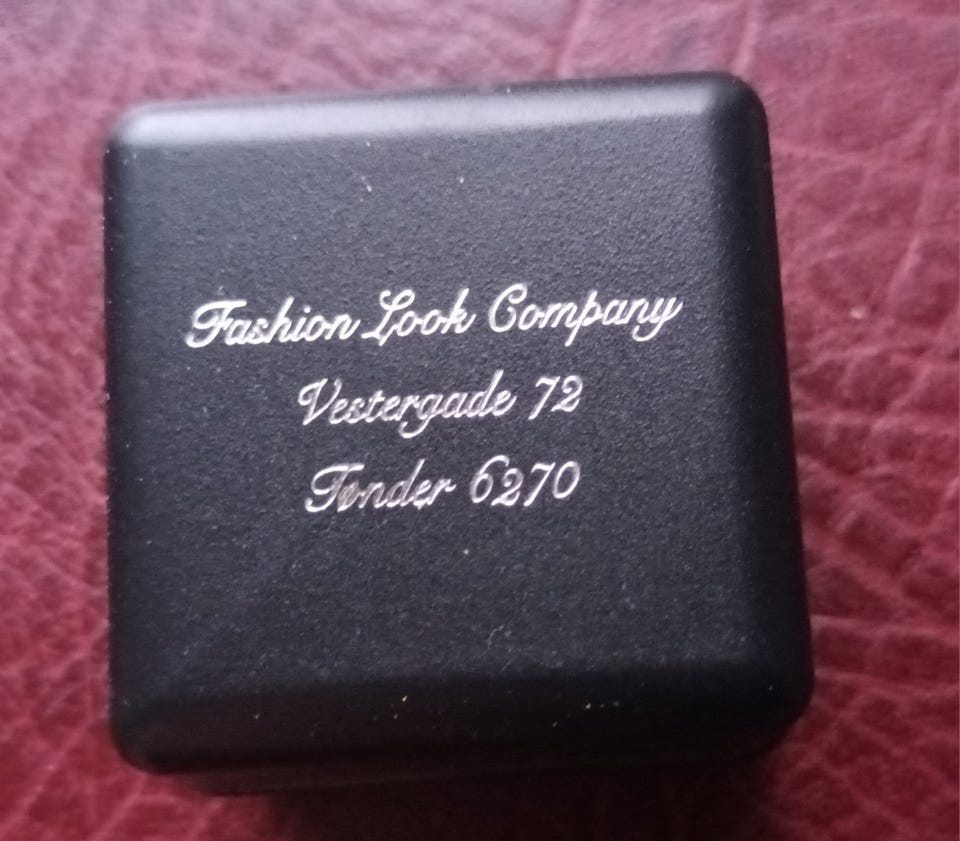 Fashion Look Company
Vestergade 72
Tønder 6270